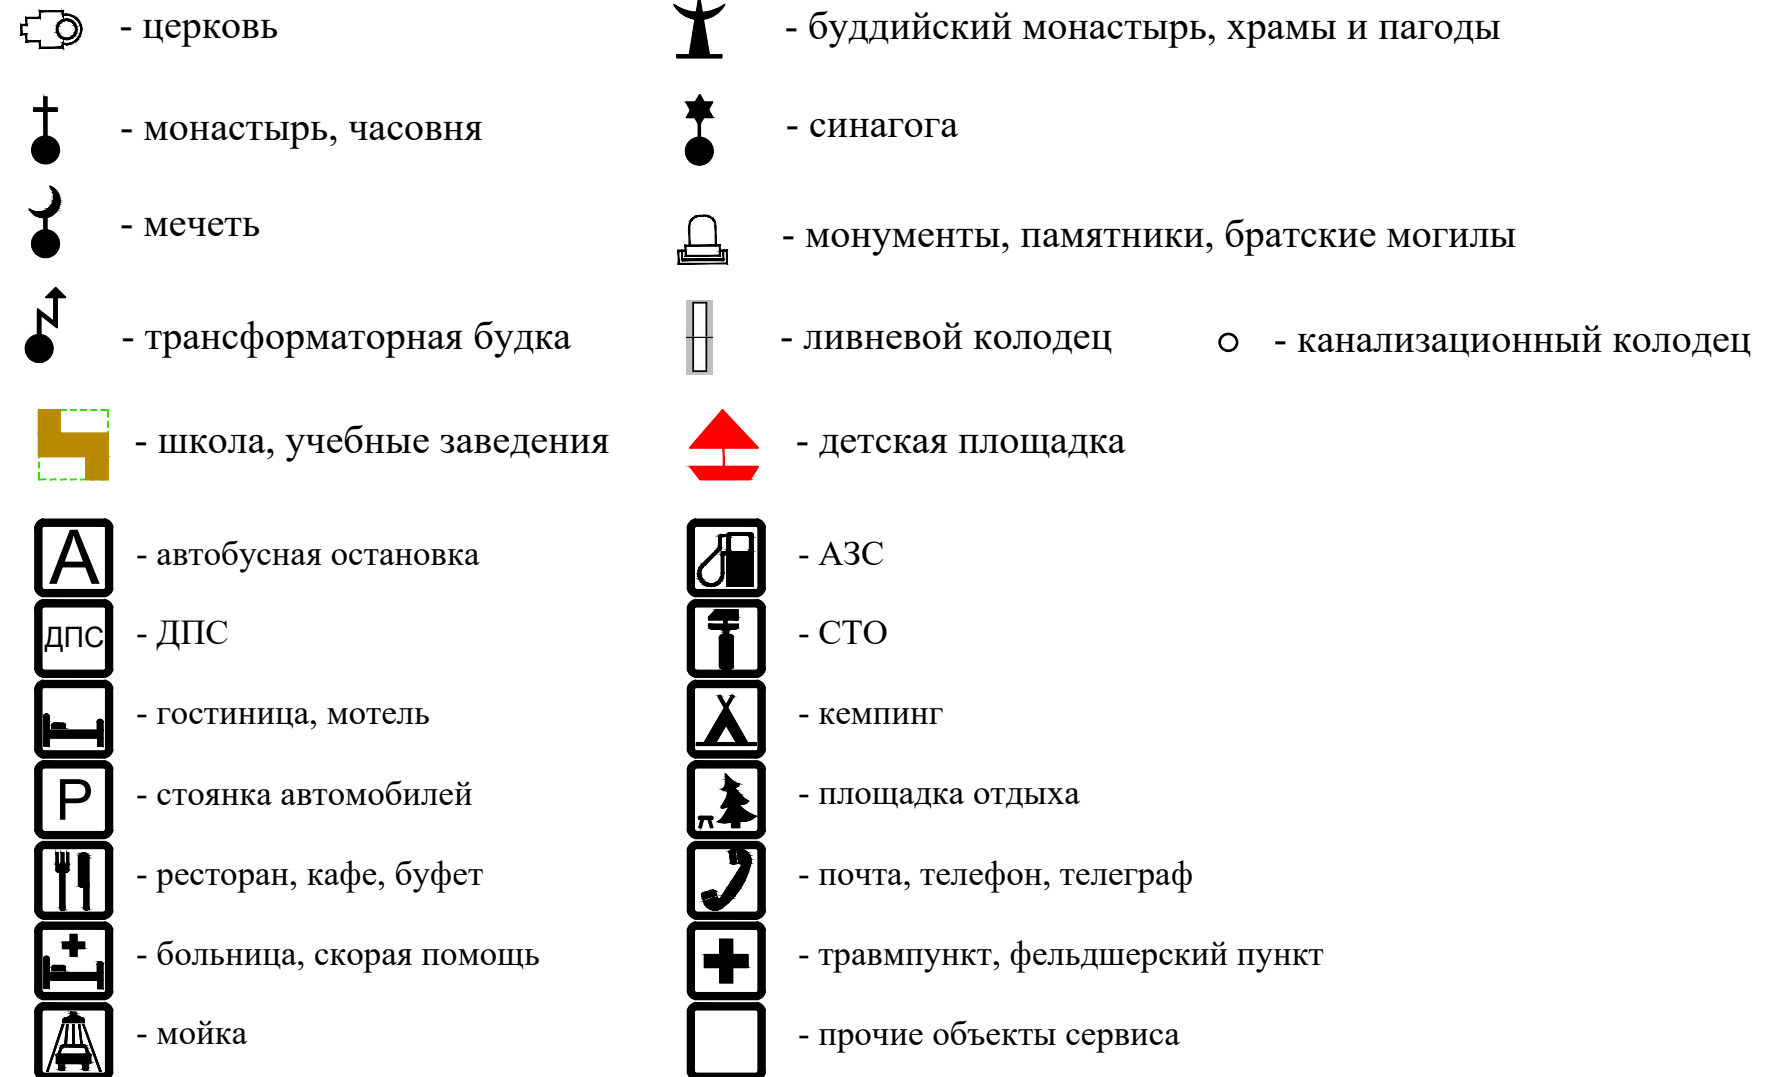 - церковь
- буддийский монастырь, храмы и пагоды
- монастырь, часовня
- синагога
- мечеть
- монументы, памятники, братские могилы
- трансформаторная будка
- ливневой колодец
- канализационный колодец
- школа, учебные заведения
- детская площадка
А
- автобусная остановка
- АЗС
ДПС
- ДПС
- СТО
- гостиница, мотель
- кемпинг
Р
- стоянка автомобилей
- площадка отдыха
- ресторан, кафе, буфет
- почта, телефон, телеграф
- больница, скорая помощь
- травмпункт, фельдшерский пункт
- мойка
- прочие объекты сервиса